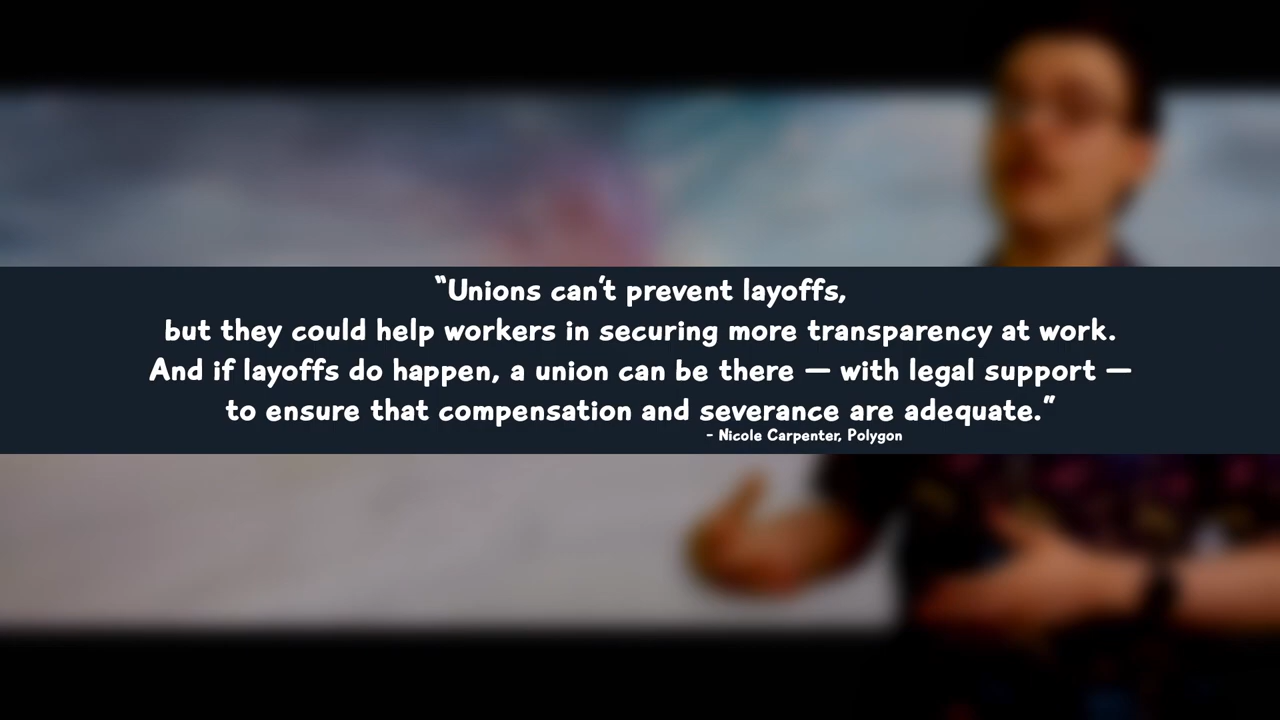 “Unions can’t prevent layoffs,
but they could help workers in securing more transparency at work.
And if layoffs do happen, a union can be there — with legal support —
to ensure that compensation and severance are adequate.”
- Nicole Carpenter, Polygon